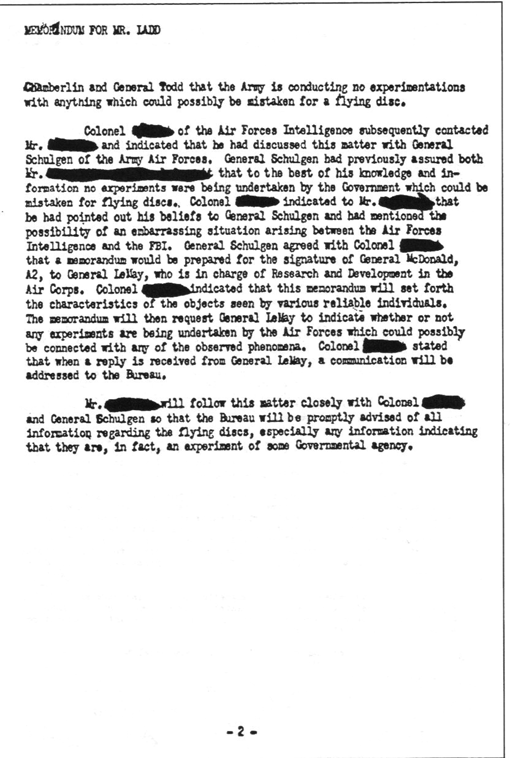 MEMORANDUM FOR MR. LADD
Chamberlin and General Todd that the Army is conducting no experimentations
with anything which could possibly be mistaken for a flying disc.
Colonel of the Air Forces Intelligence subsequently contacted
Mr. and indicated that he had discussed this matter with General
Schulgen of the Army Air Forces. General Schulgen had previously assured both
Mr. that to the best of his knowledge and in-
formation no experiments were being undertaken by the Government which could be
mistaken for flying discs. Colonel indicated to Mr. that
he had pointed out his beliefs to General Schulgen and had mentioned the
possibility of an embarrassing situation arising between the Air Forces
Intelligence and the FBI. General Schulgen agreed with Colonel
that a memorandum would be prepared for the signature of General McDonald,
A2, to General LeMay, who is in charge of Research and Development in the
Air Corps. Colonel indicated that this memorandum will set forth
the characteristics of the objects seen by various reliable individuals.
The memorandum will then request General LeMay to indicate whether or not
any experiments are being undertaken by the Air Forces which could possibly
be connected with any of the observed phenomena. Colonel stated
that when a reply is received from General LeMay, a communication will be
addressed to the Bureau.
Mr. will follow this matter closely with Colonel
and General Schulgen so that the Bureau will be promptly advised of all
information regarding the flying discs, especially any information indicating
that they are, in fact, an experiment of some Governmental agency.
- 2 -